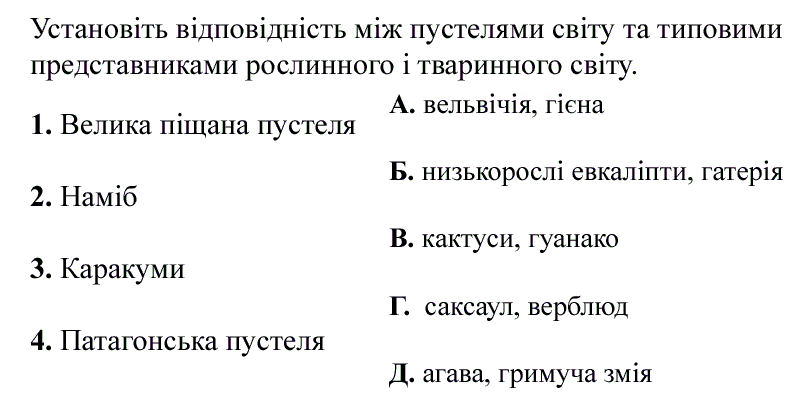 Установіть відповідність між пустелями світу та типовими
представниками рослинного і тваринного світу.
1. Велика піщана пустеля
2. Наміб
3. Каракуми
4. Патагонська пустеля
А. вельвічія, гієна
Б. низькорослі евкаліпти, гатерія
В. кактуси, гуанако
Г. саксаул, верблюд
Д. агава, гримуча змія